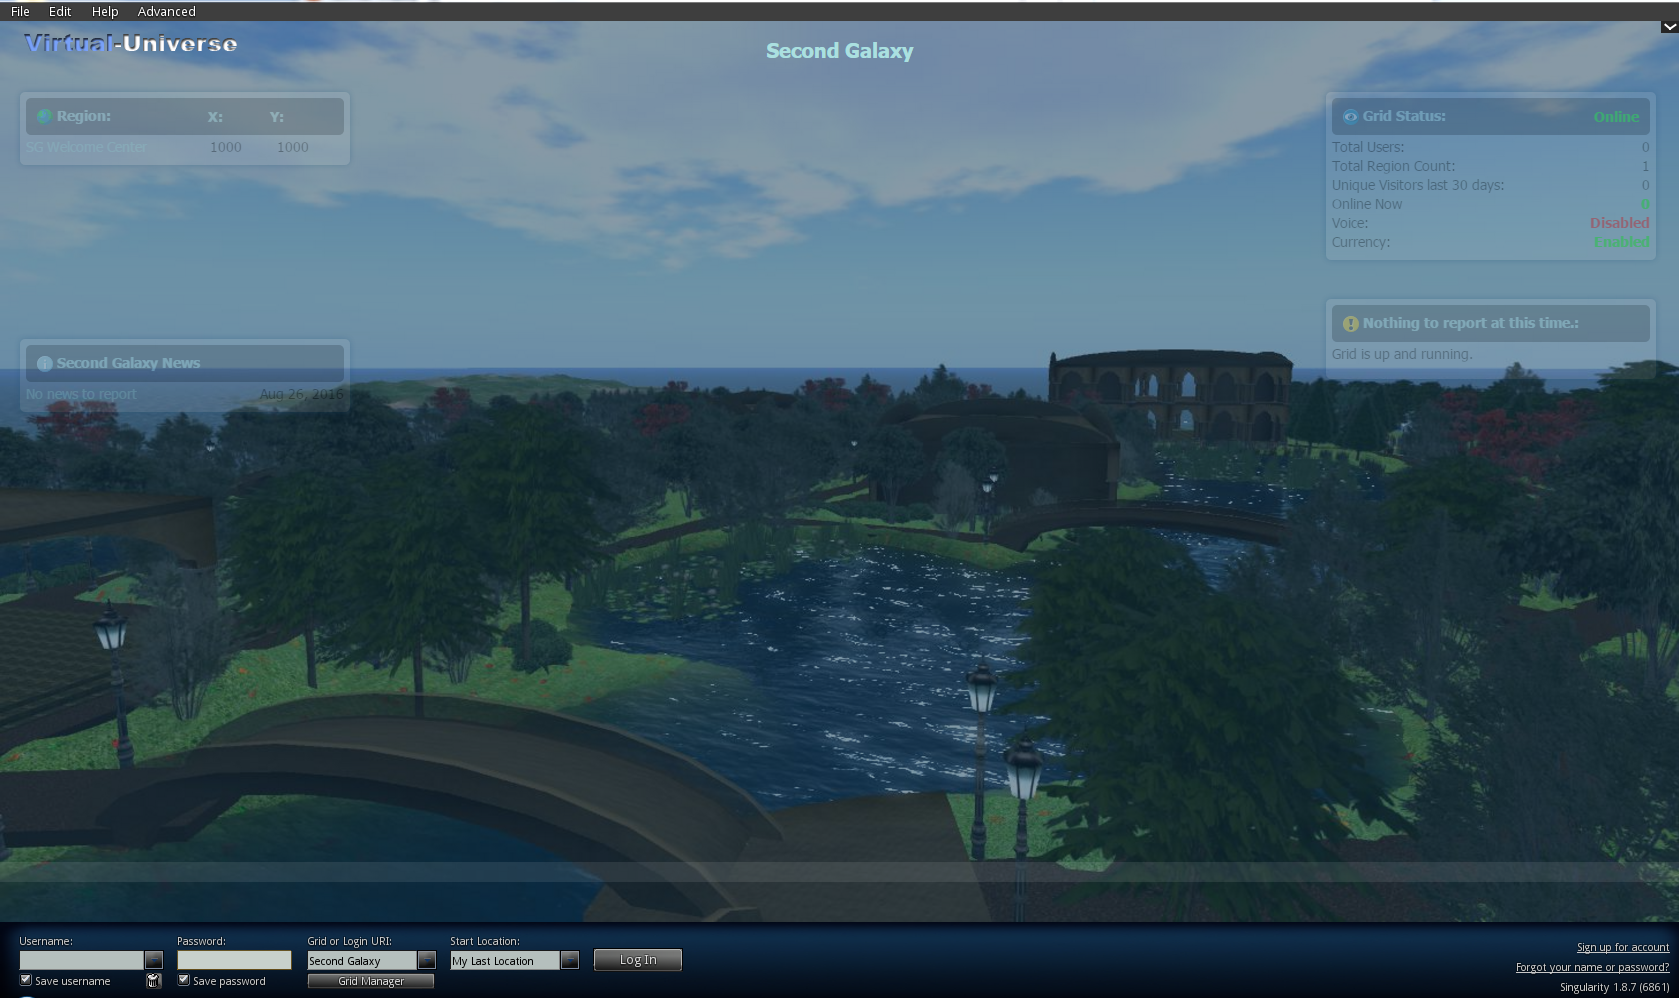 File Edit Help Advanced
Virtual-Universe
Second Galaxy
Region: X: Y:
SG Welcome Center 1000 1000
Grid Status: Online
Total Users: 0
Total Region Count: 1
Unique Visitors last 30 days: 0
Online Now 0
Voice: Disabled
Currency: Enabled
Nothing to report at this time.:
Grid is up and running.
Second Galaxy News
No news to report Aug 26, 2016
Username: Password: Grid or Login URI: Start Location:
Second Galaxy My Last Location Log In
Save username Save password Grid Manager
Sign up for account
Forgot your name or password?
Singularity 1.8.7 (6861)